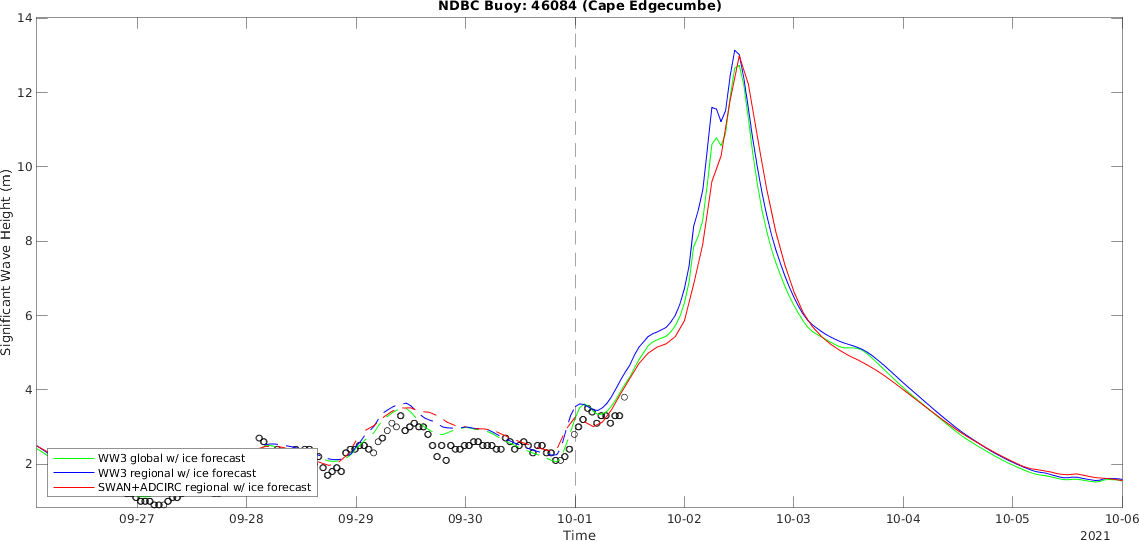 NDBC Buoy: 46084 (Cape Edgecumbe)
14
12
10
8
6
4
2
Significant Wave Height (m)
WW3 global w/ ice forecast
WW3 regional w/ ice forecast
SWAN+ADCIRC regional w/ ice forecast
09-27 09-28 09-29 09-30 10-01 10-02 10-03 10-04 10-05 10-06
Time
2021